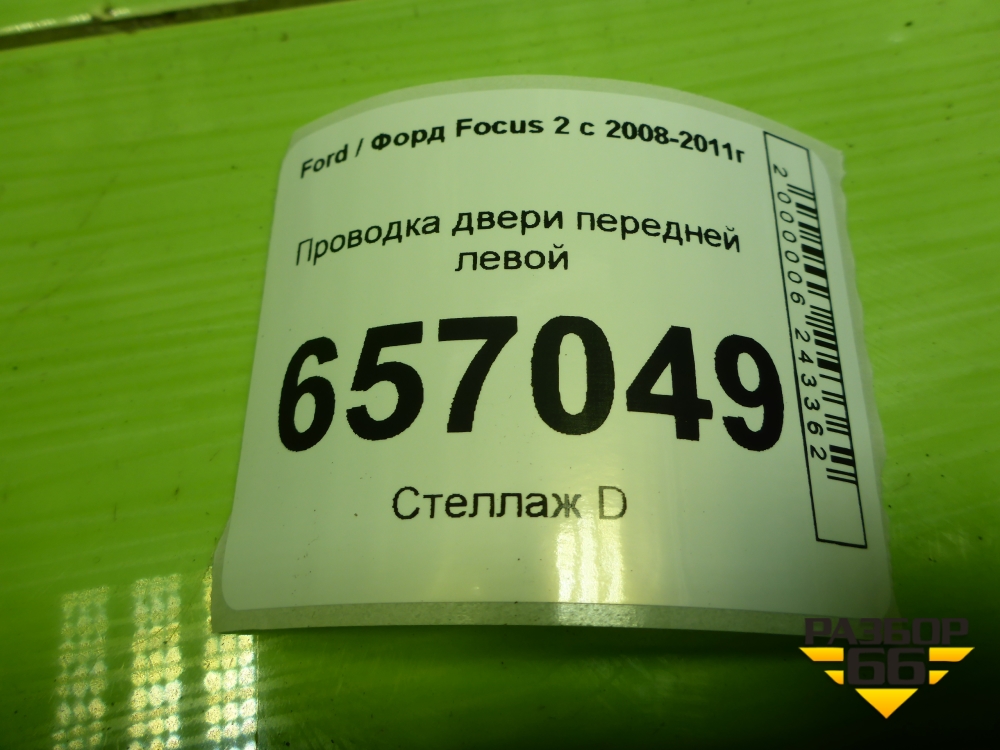 Ford / Форд Focus 2 с 2008-2011г
Проводка двери передней
левой
657049
Стеллаж D
2000006243362
РАЗБОР
66